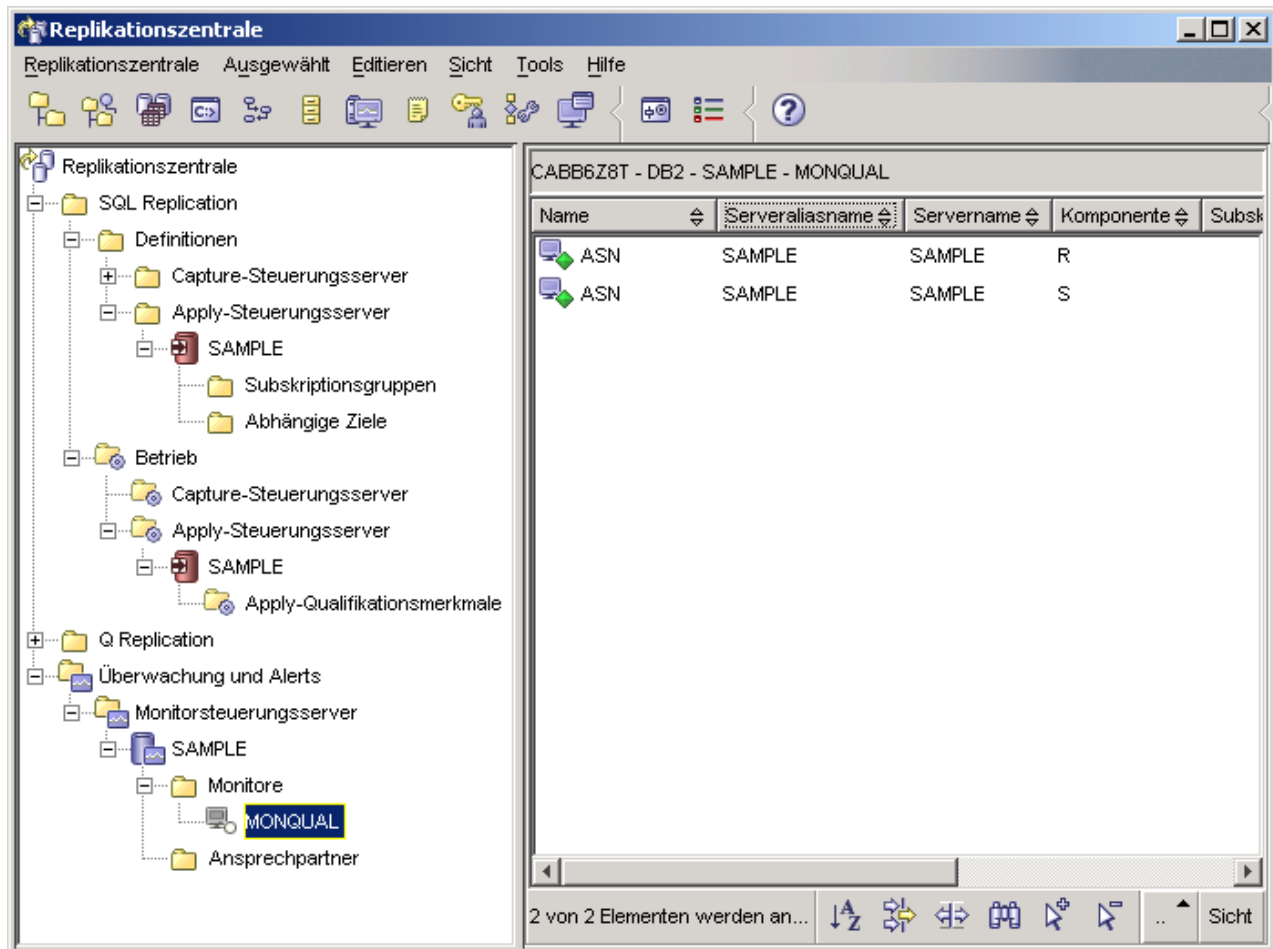 Replikationszentrale
Replikationszentrale Ausgewählt Editieren Sicht Tools Hilfe
Replikationszentrale
SQL Replication
Definitionen
Capture-Steuerungsserver
Apply-Steuerungsserver
SAMPLE
Subskriptionsgruppen
Abhängige Ziele
Betrieb
Capture-Steuerungsserver
Apply-Steuerungsserver
SAMPLE
Apply-Qualifikationsmerkmale
Q Replication
Überwachung und Alerts
Monitorsteuerungsserver
SAMPLE
Monitore
MONQUAL
Ansprechpartner
CABB6Z8T - DB2 - SAMPLE - MONQUAL
Name Serveraliasname Servername Komponente Subsk
ASN SAMPLE SAMPLE R
ASN SAMPLE SAMPLE S
2 von 2 Elementen werden an... .. Sicht